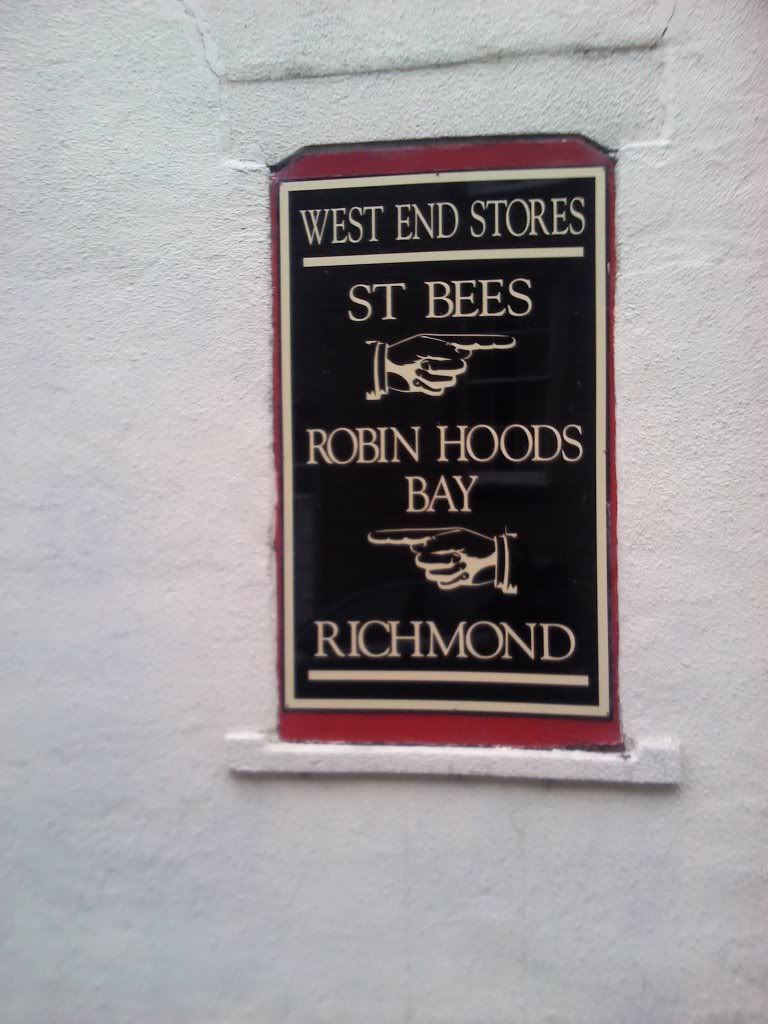 WEST END STORES
ST BEES
ROBIN HOODS
BAY
RICHMOND